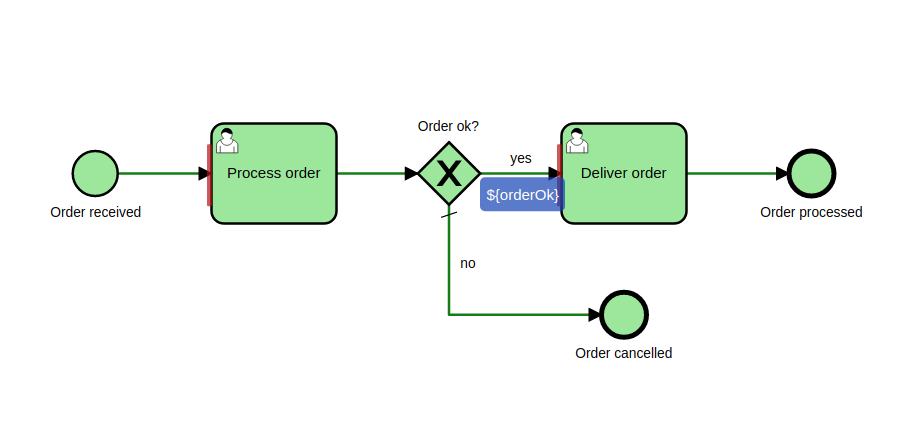 Order ok?
yes
Process order
Deliver order
${orderOk}
Order received
Order processed
no
Order cancelled